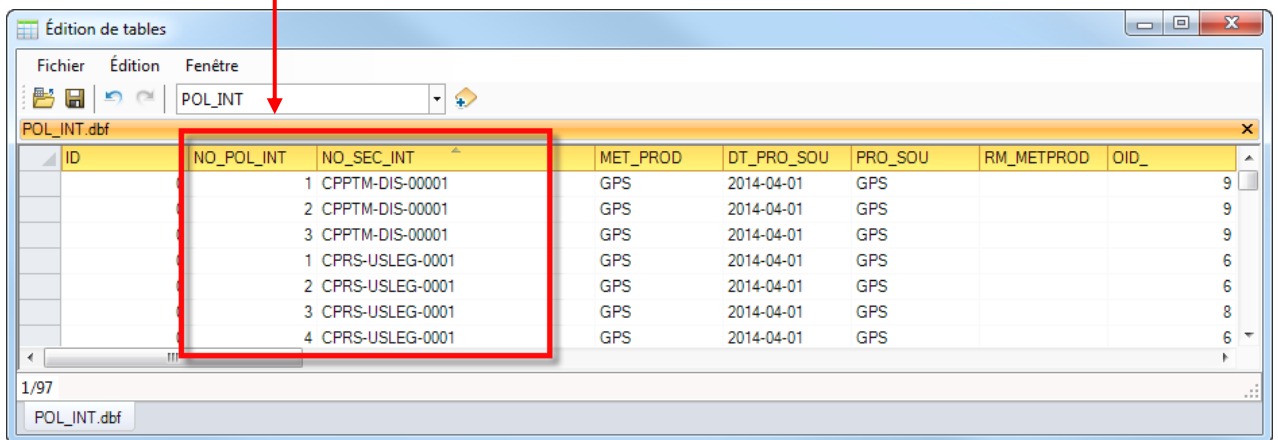 Édition de tables
Fichier Édition Fenêtre
POL_INT
POL_INT.dbf
ID NO_POL_INT NO_SEC_INT MET_PROD DT_PRO_SOU PRO_SOU RM_METPROD OID_
1 CPPTM-DIS-00001 GPS 2014-04-01 GPS 9
2 CPPTM-DIS-00001 GPS 2014-04-01 GPS 9
3 CPPTM-DIS-00001 GPS 2014-04-01 GPS 9
1 CPRS-USLEG-0001 GPS 2014-04-01 GPS 6
2 CPRS-USLEG-0001 GPS 2014-04-01 GPS 6
3 CPRS-USLEG-0001 GPS 2014-04-01 GPS 8
4 CPRS-USLEG-0001 GPS 2014-04-01 GPS 6
1/97
POL_INT.dbf